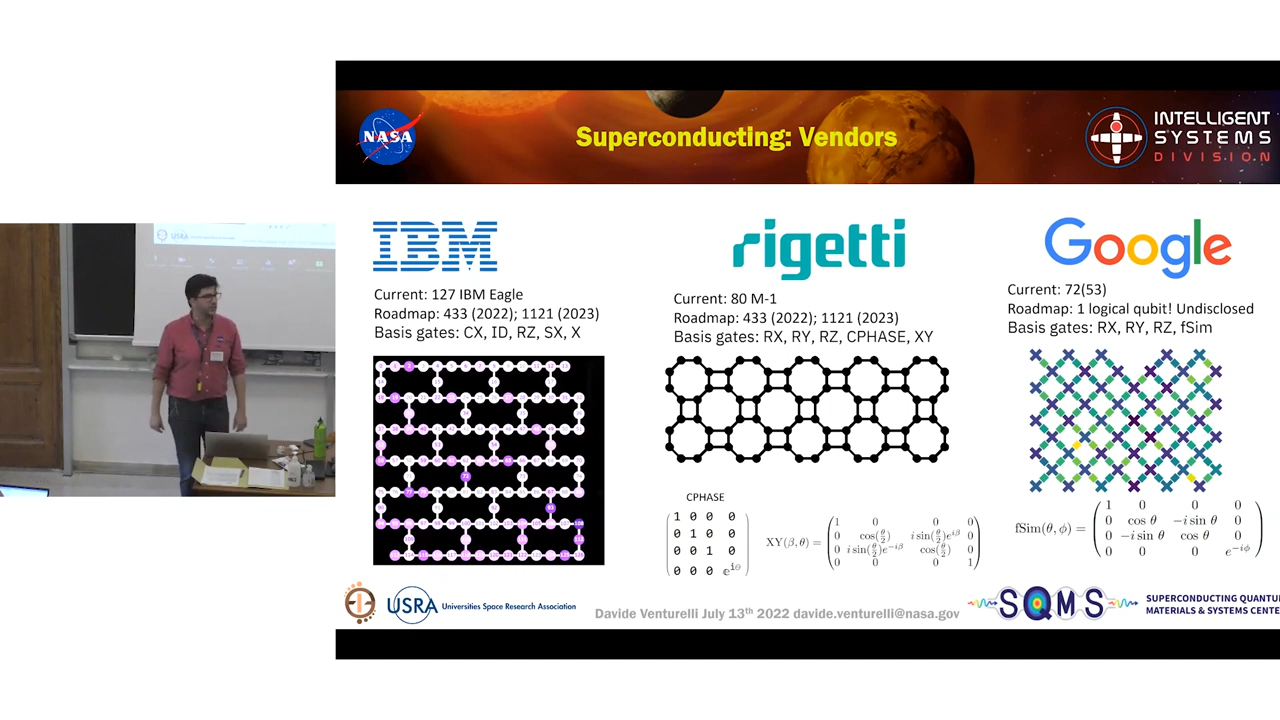 NASA
Superconducting: Vendors
INTELLIGENT
SYSTEMS
DIVISION
IBM
Current: 127 IBM Eagle
Roadmap: 433 (2022); 1121 (2023)
Basis gates: CX, ID, RZ, SX, X
rigetti
Current: 80 M-1
Roadmap: 433 (2022); 1121 (2023)
Basis gates: RX, RY, RZ, CPHASE, XY
Google
Current: 72(53)
Roadmap: 1 logical qubit! Undisclosed
Basis gates: RX, RY, RZ, fSim
CPHASE
1 0 0 0
0 1 0 0
0 0 1 0
0 0 0 e^{iΘ}
XY(β, θ) =
1 0 0 0
0 cos(θ/2) i sin(θ/2)e^{iβ} 0
0 i sin(θ/2)e^{-iβ} cos(θ/2) 0
0 0 0 1
fSim(θ, ϕ) =
1 0 0 0
0 cos θ −i sin θ 0
0 −i sin θ cos θ 0
0 0 0 e^{−iϕ}
USRA Universities Space Research Association
Davide Venturelli July 13th 2022 davide.venturelli@nasa.gov
SQMS
SUPERCONDUCTING QUANTU
MATERIALS & SYSTEMS CENTE
USRA